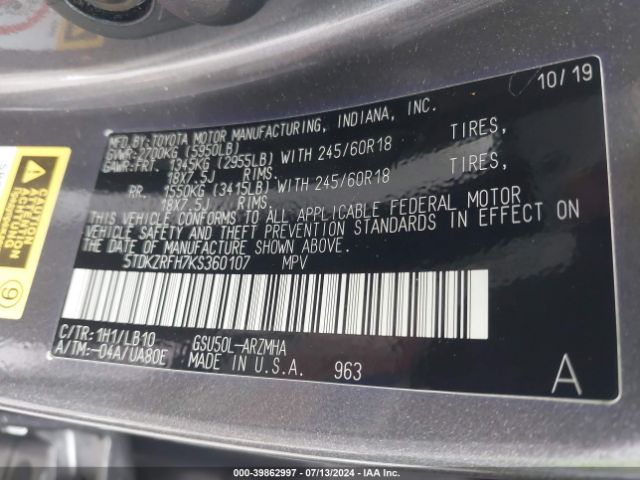 10/19
MFD.BY:TOYOTA MOTOR MANUFACTURING, INDIANA, INC.
GVWR:2700KG (5950LB)
GAWR:FRT. 1345KG (2955LB) WITH 245/60R18 TIRES,
18X7.5J RIMS.
RR. 1550KG (3415LB) WITH 245/60R18 TIRES,
18X7.5J RIMS.
THIS VEHICLE CONFORMS TO ALL APPLICABLE FEDERAL MOTOR
VEHICLE SAFETY AND THEFT PREVENTION STANDARDS IN EFFECT ON
THE DATE OF MANUFACTURE SHOWN ABOVE.
5TDKZRFH7KS360107 MPV
C/TR:1H1/LB10 GSU50L-ARZMHA
A/TM:-04A/UA80E MADE IN U.S.A. 963
A
000-39862997 - 07/13/2024 - IAA Inc.